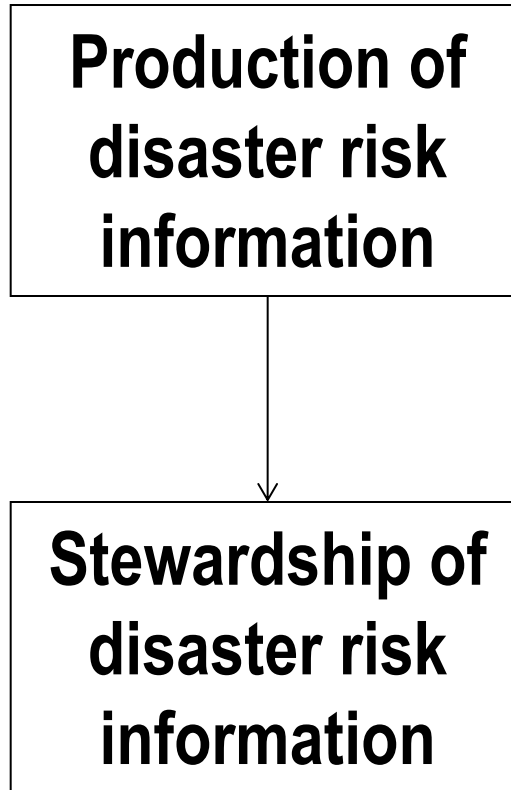 Production of
disaster risk
information
Stewardship of
disaster risk
information